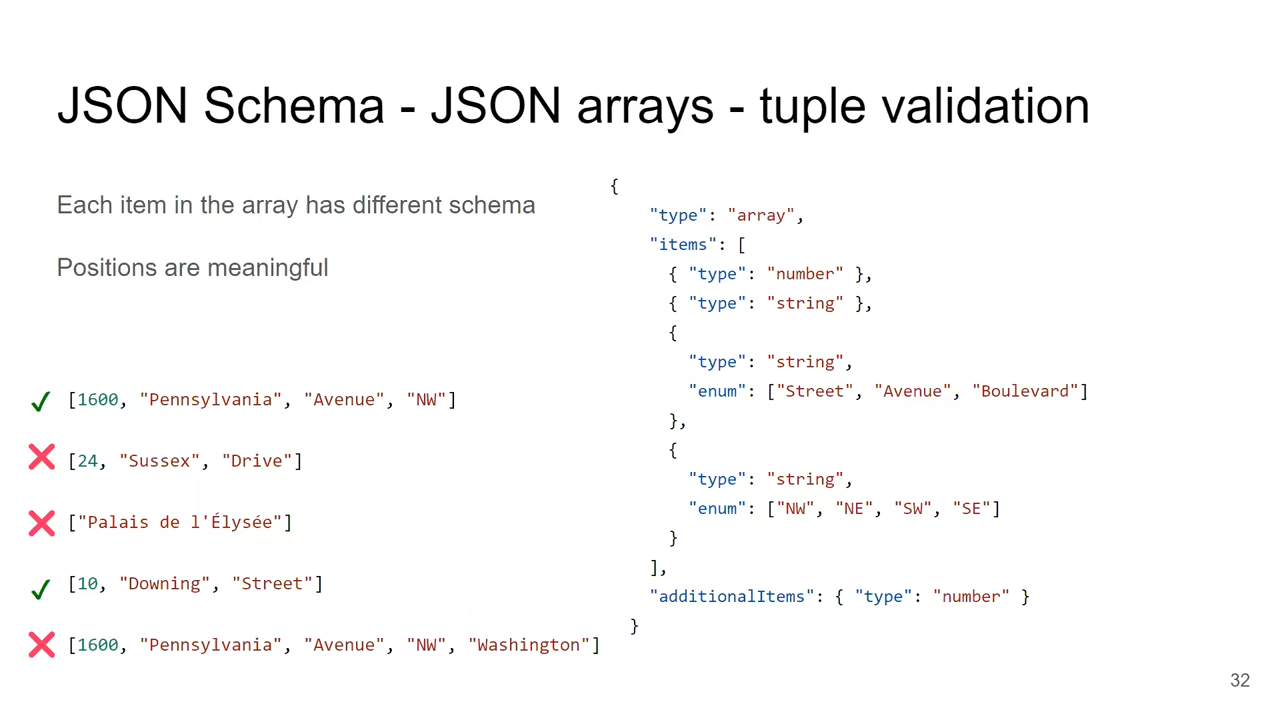 JSON Schema - JSON arrays - tuple validation
Each item in the array has different schema
Positions are meaningful
[1600, "Pennsylvania", "Avenue", "NW"]
[24, "Sussex", "Drive"]
["Palais de l'Élysée"]
[10, "Downing", "Street"]
[1600, "Pennsylvania", "Avenue", "NW", "Washington"]
{
"type": "array",
"items": [
{ "type": "number" },
{ "type": "string" },
{
"type": "string",
"enum": ["Street", "Avenue", "Boulevard"]
},
{
"type": "string",
"enum": ["NW", "NE", "SW", "SE"]
}
],
"additionalItems": { "type": "number" }
}
32